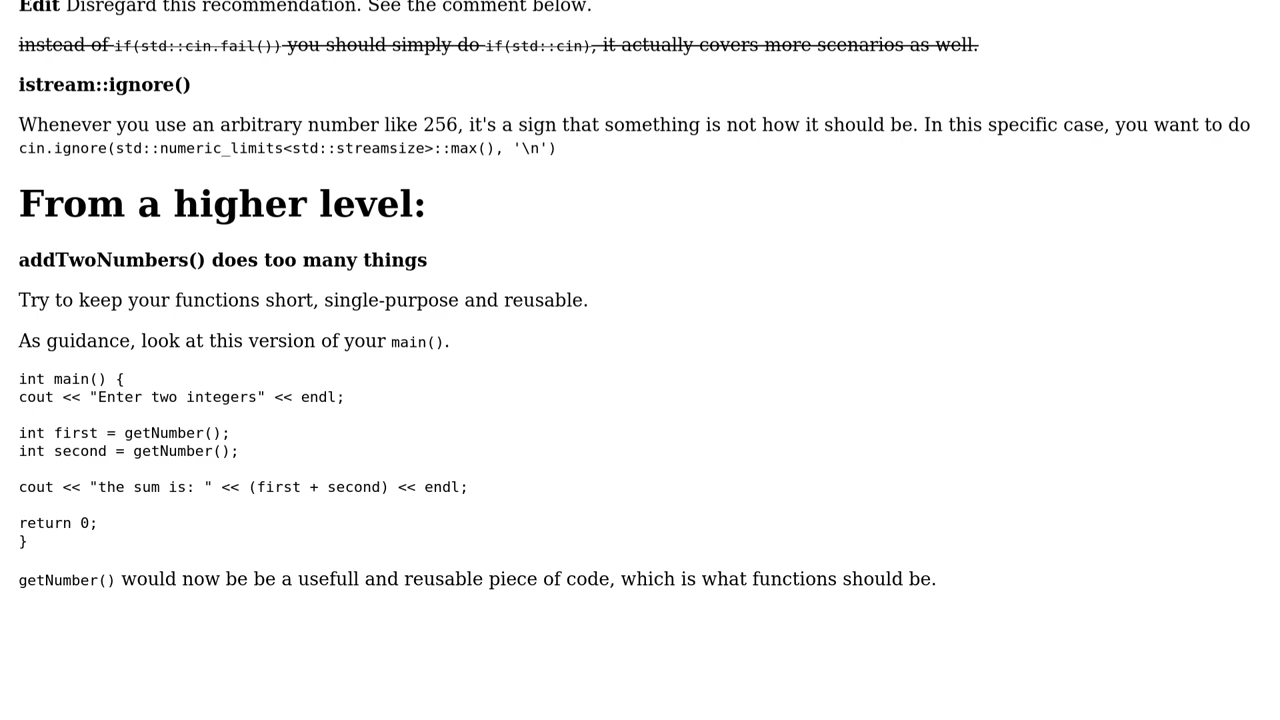 Edit Disregard this recommendation. See the comment below.
instead of if(std::cin.fail()) you should simply do if(std::cin), it actually covers more scenarios as well.
istream::ignore()
Whenever you use an arbitrary number like 256, it's a sign that something is not how it should be. In this specific case, you want to do
cin.ignore(std::numeric_limits<std::streamsize>::max(), '\n')
From a higher level:
addTwoNumbers() does too many things
Try to keep your functions short, single-purpose and reusable.
As guidance, look at this version of your main().
int main() {
cout << "Enter two integers" << endl;
int first = getNumber();
int second = getNumber();
cout << "the sum is: " << (first + second) << endl;
return 0;
}
getNumber() would now be be a usefull and reusable piece of code, which is what functions should be.